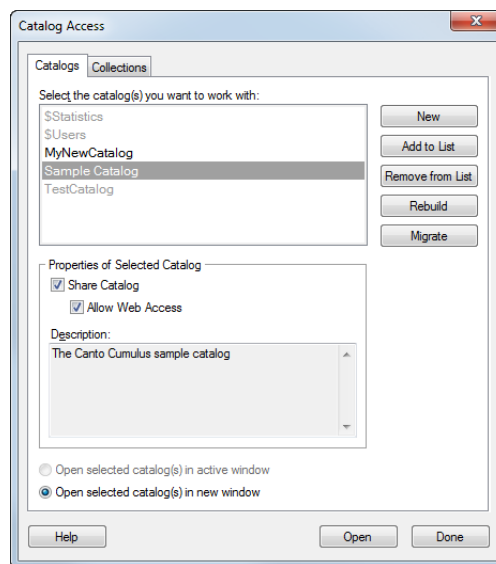 Catalog Access
Catalogs
Collections
Select the catalog(s) you want to work with:
$Statistics
$Users
MyNewCatalog
Sample Catalog
TestCatalog
New
Add to List
Remove from List
Rebuild
Migrate
Properties of Selected Catalog
Share Catalog
Allow Web Access
Description:
The Canto Cumulus sample catalog
Open selected catalog(s) in active window
Open selected catalog(s) in new window
Help
Open
Done